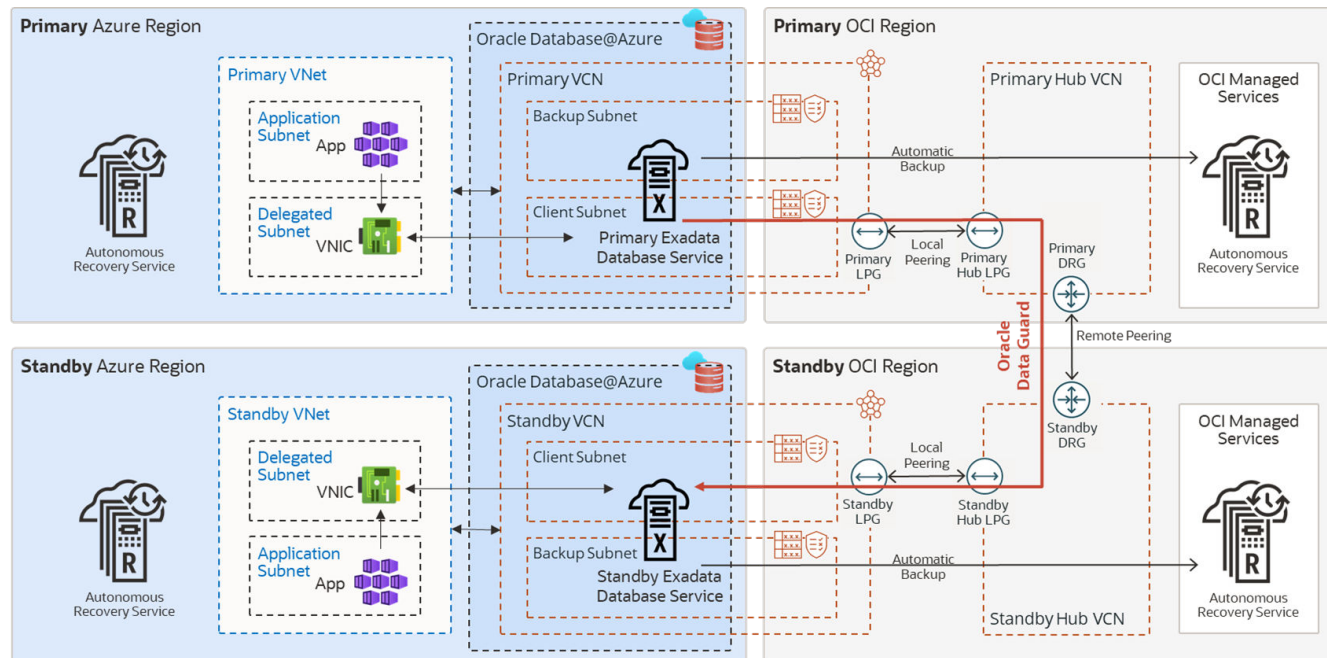 Primary Azure Region
Primary VNet
Application
Subnet
App
Delegated
Subnet
VNIC
Autonomous
Recovery Service
Oracle Database@Azure
Primary VCN
Backup Subnet
Client Subnet
X
R
Primary Exadata
Database Service
Primary OCI Region
Primary Hub VCN
Automatic
Backup
Primary
LPG
Local
Peering
Primary
Hub LPG
Primary
DRG
OCI Managed
Services
R
Autonomous
Recovery Service
Oracle
Data Guard
Remote Peering
Standby Azure Region
Standby VNet
Delegated
Subnet
VNIC
Application
Subnet
App
R
Autonomous
Recovery Service
Oracle Database@Azure
Standby VCN
Client Subnet
Backup Subnet
X
Standby Exadata
Database Service
Standby OCI Region
Standby
DRG
Local
Peering
Standby
LPG
Standby
Hub LPG
Automatic
Backup
Standby Hub VCN
OCI Managed
Services
R
Autonomous
Recovery Service